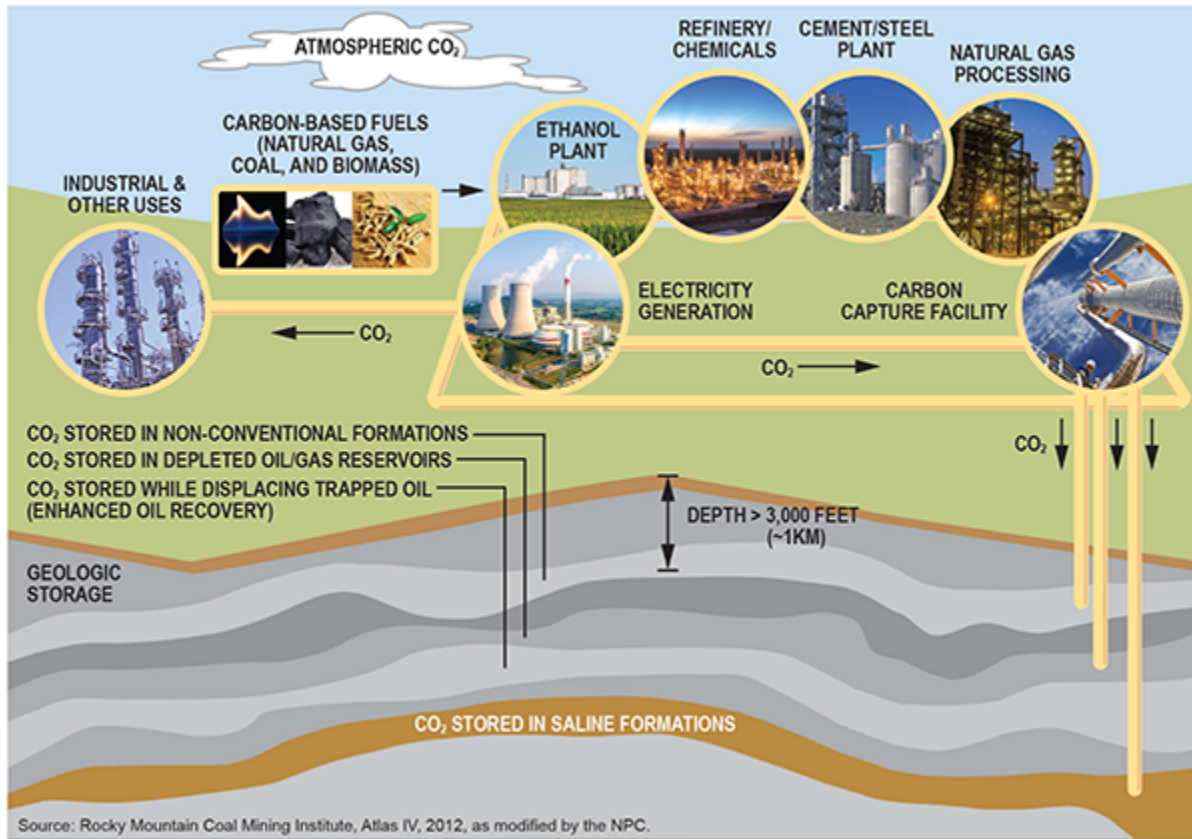 ATMOSPHERIC CO₂
REFINERY/
CHEMICALS
CEMENT/STEEL
PLANT
NATURAL GAS
PROCESSING
CARBON-BASED FUELS
(NATURAL GAS,
COAL, AND BIOMASS)
ETHANOL
PLANT
INDUSTRIAL &
OTHER USES
ELECTRICITY
GENERATION
CARBON
CAPTURE FACILITY
CO₂
CO₂
CO₂ STORED IN NON-CONVENTIONAL FORMATIONS
CO₂ STORED IN DEPLETED OIL/GAS RESERVOIRS
CO₂ STORED WHILE DISPLACING TRAPPED OIL
(ENHANCED OIL RECOVERY)
CO₂
DEPTH > 3,000 FEET
(~1KM)
GEOLOGIC
STORAGE
CO₂ STORED IN SALINE FORMATIONS
Source: Rocky Mountain Coal Mining Institute, Atlas IV, 2012, as modified by the NPC.